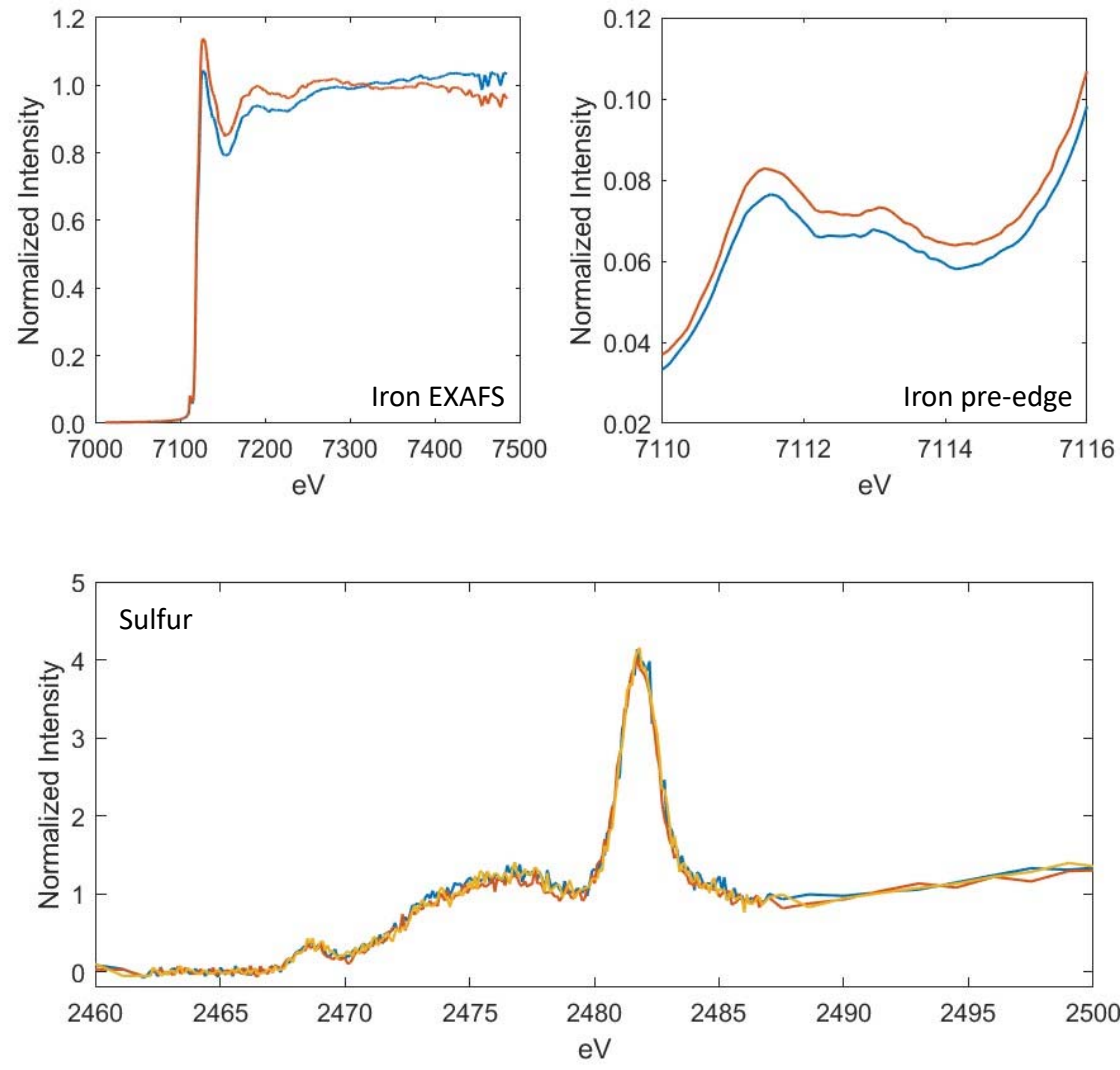 1.2
1.0
0.8
0.6
0.4
0.2
0.0
Normalized Intensity
Iron EXAFS
7000 7100 7200 7300 7400 7500
eV
0.12
0.10
0.08
0.06
0.04
0.02
Normalized Intensity
Iron pre-edge
7110 7112 7114 7116
eV
5
4
3
2
1
0
Normalized Intensity
Sulfur
2460 2465 2470 2475 2480 2485 2490 2495 2500
eV